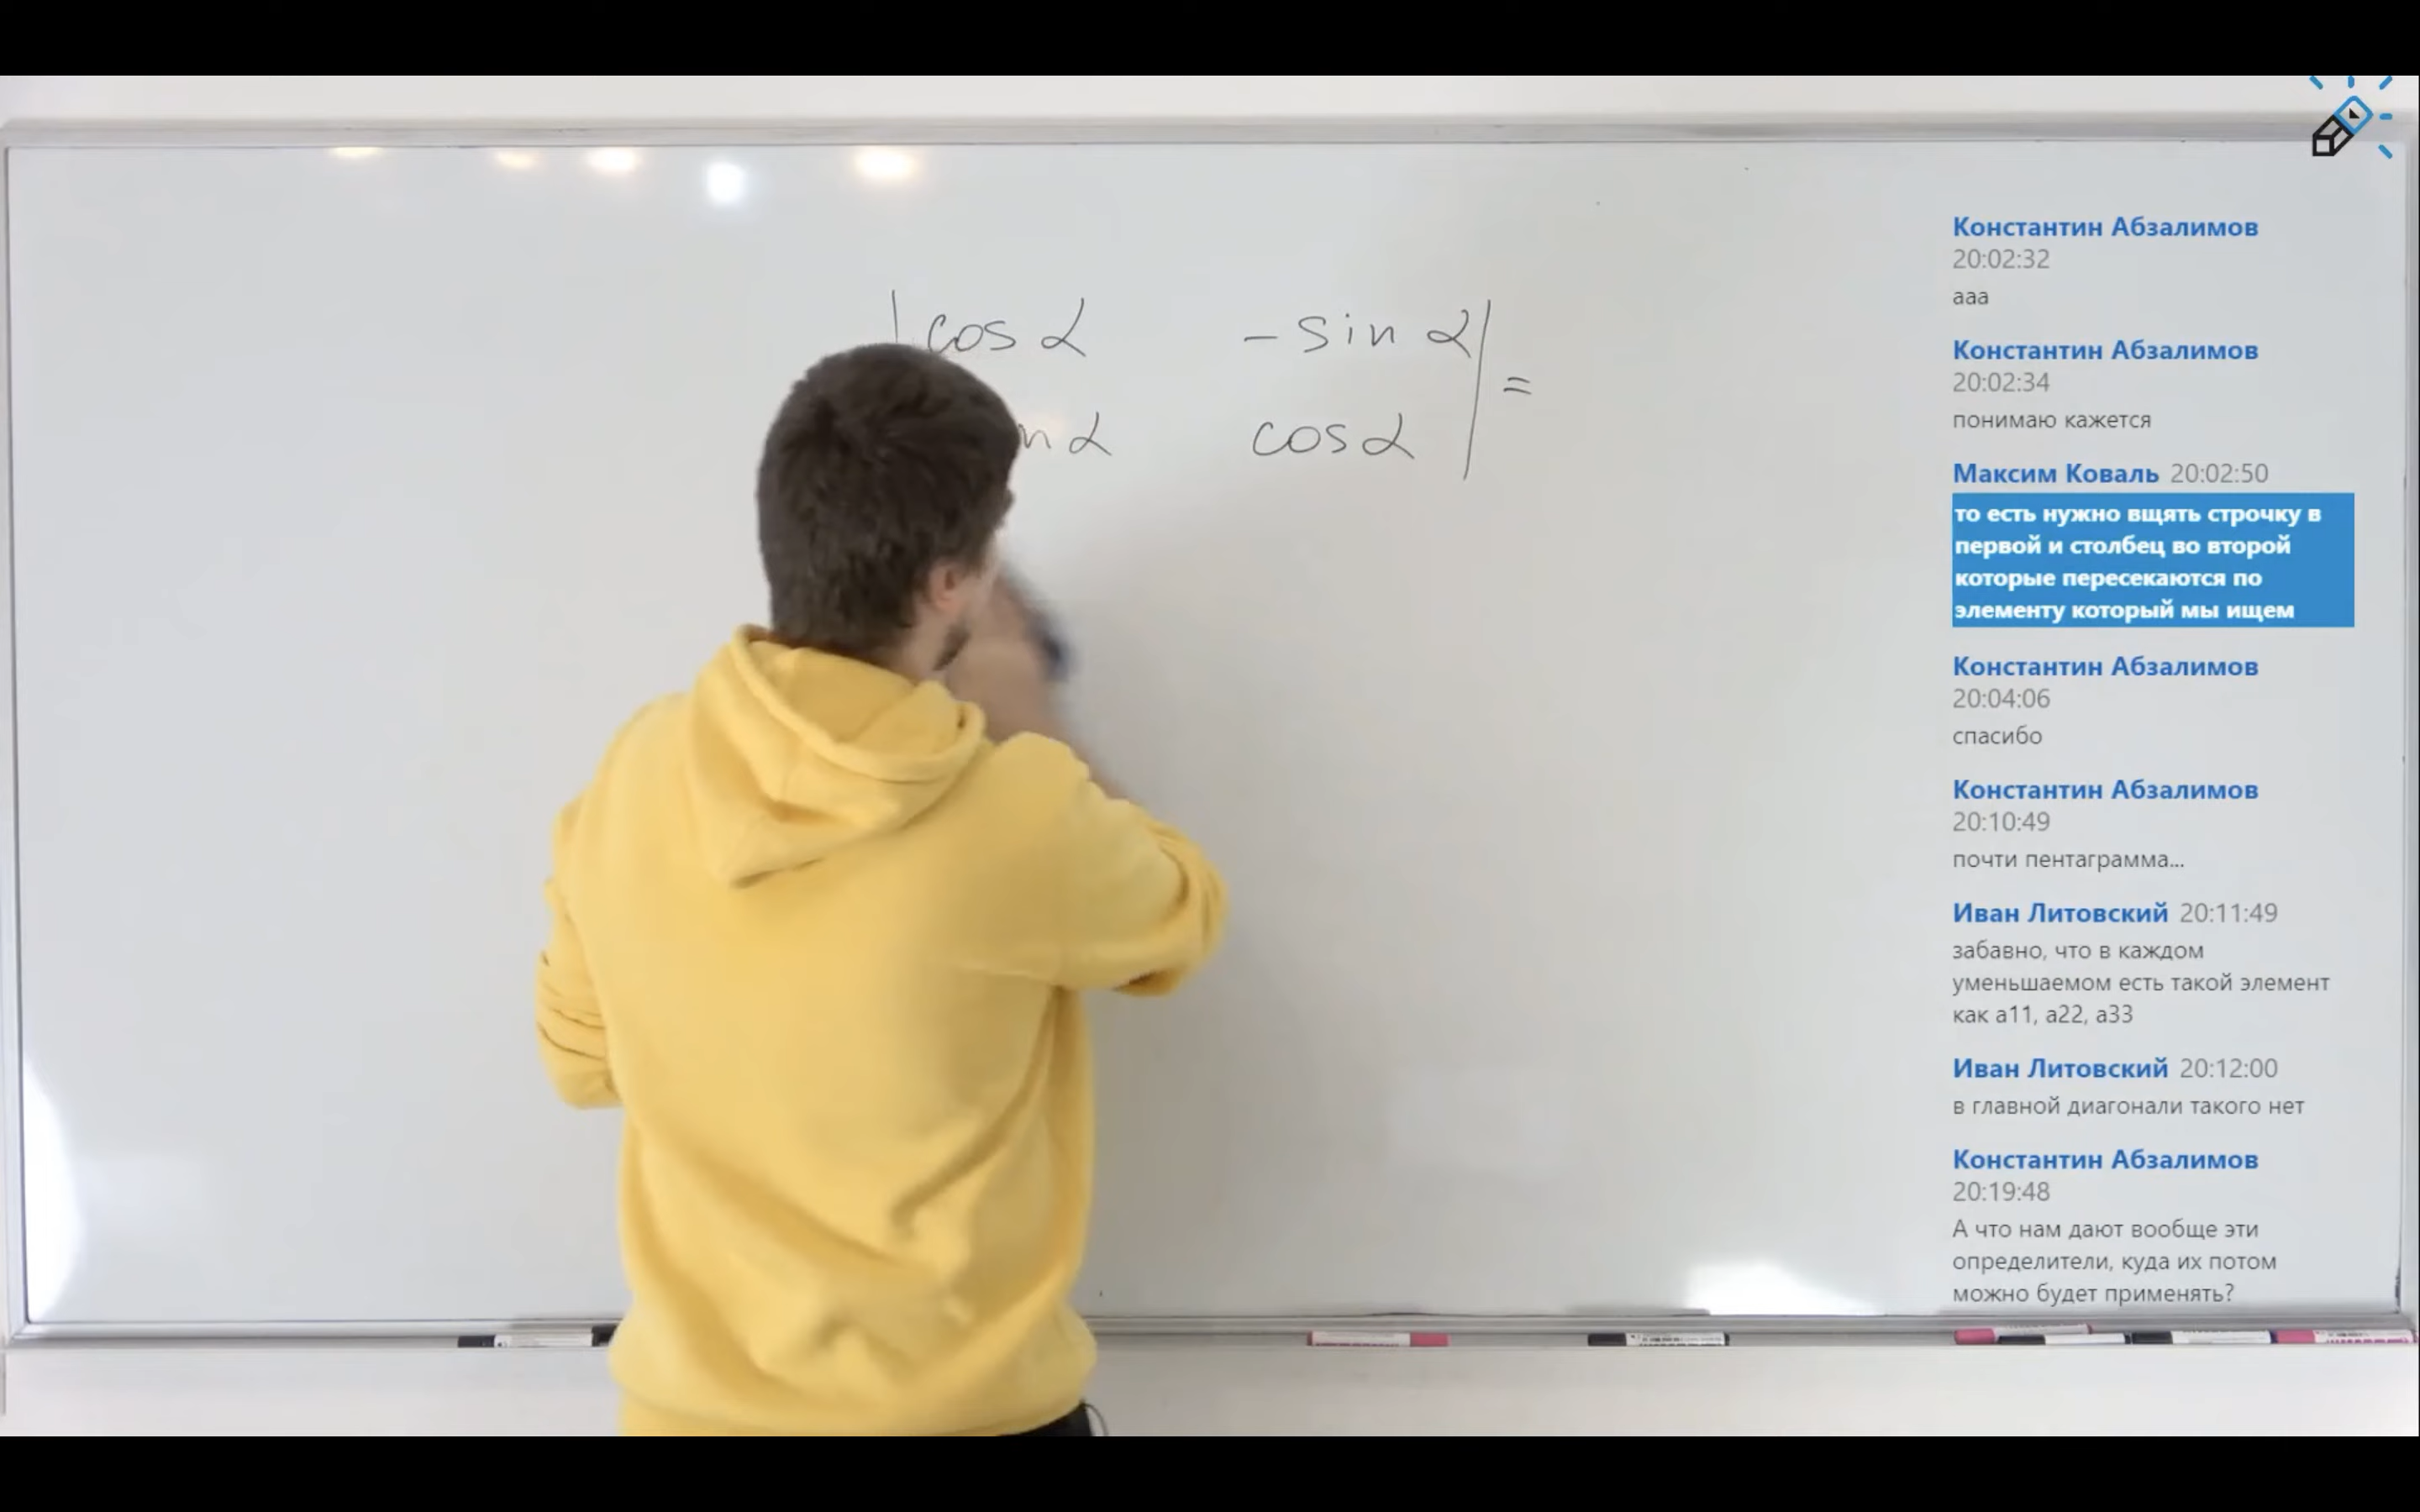 cos α - sin α =
n α cos α
Константин Абзалимов
20:02:32
ааа
Константин Абзалимов
20:02:34
понимаю кажется
Максим Коваль 20:02:50
то есть нужно вщять строчку в
первой и столбец во второй
которые пересекаются по
элементу который мы ищем
Константин Абзалимов
20:04:06
спасибо
Константин Абзалимов
20:10:49
почти пентаграмма...
Иван Литовский 20:11:49
забавно, что в каждом
уменьшаемом есть такой элемент
как а11, а22, а33
Иван Литовский 20:12:00
в главной диагонали такого нет
Константин Абзалимов
20:19:48
А что нам дают вообще эти
определители, куда их потом
можно будет применять?